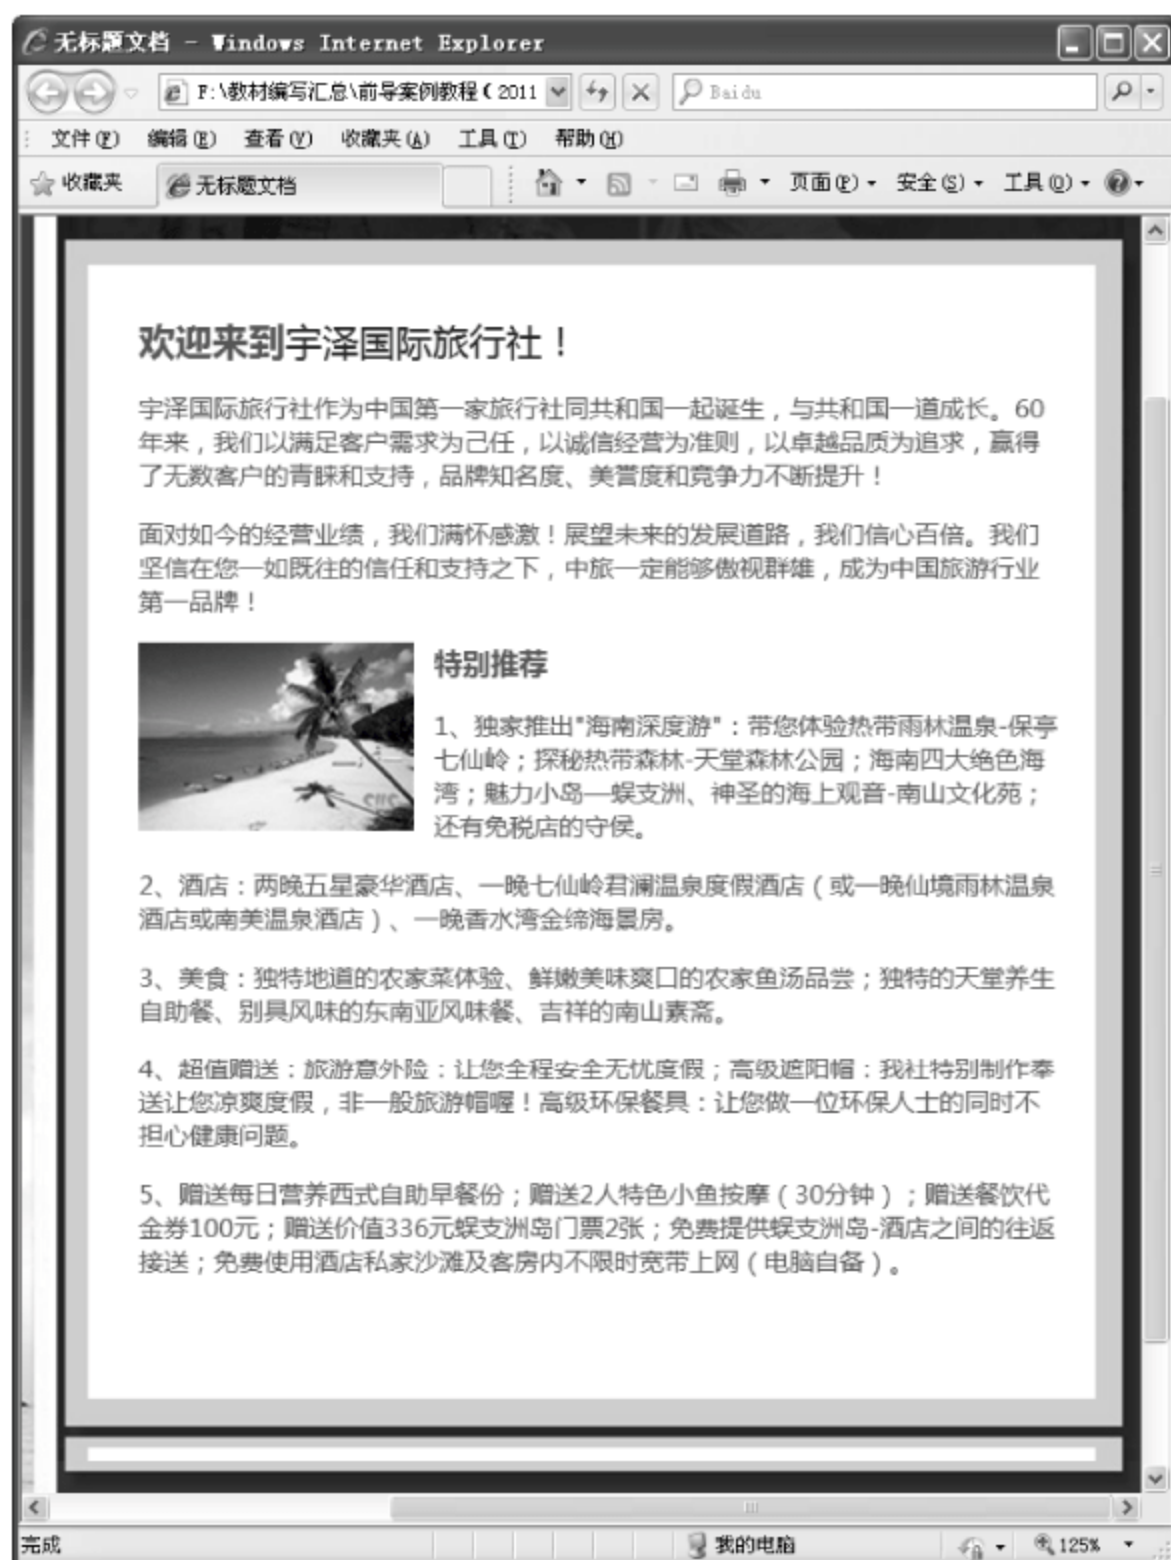 无标题文档 - Windows Internet Explorer
F:\教材编写汇总\前导案例教程(2011
Baidu
文件(F) 编辑(E) 查看(V) 收藏夹(A) 工具(T) 帮助(H)
收藏夹 无标题文档 页面(P) 安全(S) 工具(O)
欢迎来到宇泽国际旅行社！
宇泽国际旅行社作为中国第一家旅行社同共和国一起诞生，与共和国一道成长。60
年来，我们以满足客户需求为己任，以诚信经营为准则，以卓越品质为追求，赢得
了无数客户的青睐和支持，品牌知名度、美誉度和竞争力不断提升！
面对如今的经营业绩，我们满怀感激！展望未来的发展道路，我们信心百倍。我们
坚信在您一如既往的信任和支持之下，中旅一定能够傲视群雄，成为中国旅游行业
第一品牌！
特别推荐
1、独家推出"海南深度游"：带您体验热带雨林温泉-保亭
七仙岭；探秘热带森林-天堂森林公园；海南四大绝色海
湾；魅力小岛—蜈支洲、神圣的海上观音-南山文化苑；
还有免税店的守侯。
2、酒店：两晚五星豪华酒店、一晚七仙岭君澜温泉度假酒店（或一晚仙境雨林温泉
酒店或南美温泉酒店）、一晚香水湾金缔海景房。
3、美食：独特地道的农家菜体验、鲜嫩美味爽口的农家鱼汤品尝；独特的天堂养生
自助餐、别具风味的东南亚风味餐、吉祥的南山素斋。
4、超值赠送：旅游意外险：让您全程安全无忧度假；高级遮阳帽：我社特别制作奉
送让您凉爽度假，非一般旅游帽喔！高级环保餐具：让您做一位环保人士的同时不
担心健康问题。
5、赠送每日营养西式自助早餐份；赠送2人特色小鱼按摩（30分钟）；赠送餐饮代
金券100元；赠送价值336元蜈支洲岛门票2张；免费提供蜈支洲岛-酒店之间的往返
接送；免费使用酒店私家沙滩及客房内不限时宽带上网（电脑自备）。
完成 我的电脑 125%